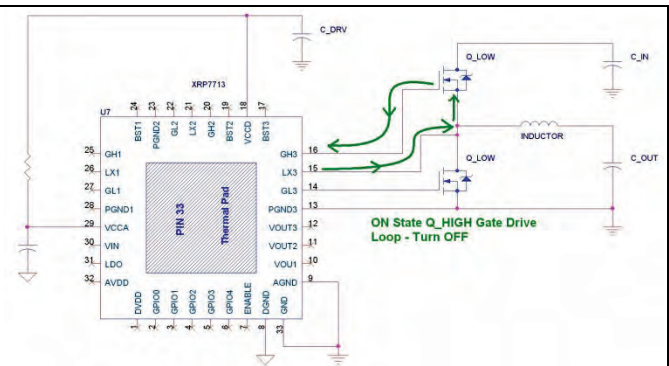 C_DRV
Q_LOW
C_IN
XRP7713
U7
24
23
22
21
20
19
18
17
BST1
PGND2
GL2
LX2
GH2
BST2
VCCD
BST3
25 GH1
26 LX1
27 GL1
28 PGND1
29 VCCA
30 VIN
31 LDO
32 AVDD
PIN 33
Thermal Pad
GH3 16
LX3 15
GL3 14
PGND3 13
VOUT3 12
VOUT2 11
VOU1 10
AGND 9
INDUCTOR
C_OUT
Q_LOW
ON State Q_HIGH Gate Drive
Loop - Turn OFF
DVDD
GPIO0
GPIO1
GPIO2
GPIO3
GPIO4
ENABLE
DGND
GND
1
2
3
4
5
6
7
8
33